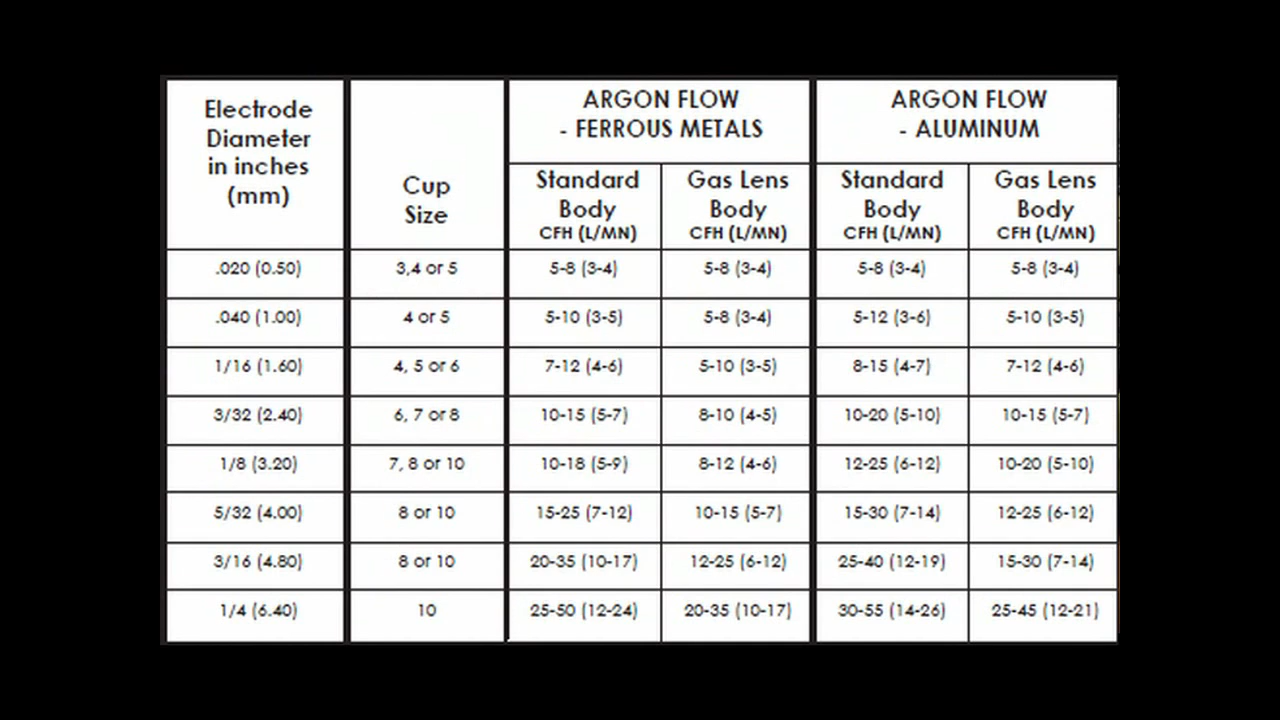 Electrode
Diameter
in inches
(mm)
Cup
Size
ARGON FLOW
- FERROUS METALS
ARGON FLOW
- ALUMINUM
Standard
Body
CFH (L/MN)
Gas Lens
Body
CFH (L/MN)
Standard
Body
CFH (L/MN)
Gas Lens
Body
CFH (L/MN)
.020 (0.50) 3,4 or 5 5-8 (3-4) 5-8 (3-4) 5-8 (3-4) 5-8 (3-4)
.040 (1.00) 4 or 5 5-10 (3-5) 5-8 (3-4) 5-12 (3-6) 5-10 (3-5)
1/16 (1.60) 4, 5 or 6 7-12 (4-6) 5-10 (3-5) 8-15 (4-7) 7-12 (4-6)
3/32 (2.40) 6, 7 or 8 10-15 (5-7) 8-10 (4-5) 10-20 (5-10) 10-15 (5-7)
1/8 (3.20) 7, 8 or 10 10-18 (5-9) 8-12 (4-6) 12-25 (6-12) 10-20 (5-10)
5/32 (4.00) 8 or 10 15-25 (7-12) 10-15 (5-7) 15-30 (7-14) 12-25 (6-12)
3/16 (4.80) 8 or 10 20-35 (10-17) 12-25 (6-12) 25-40 (12-19) 15-30 (7-14)
1/4 (6.40) 10 25-50 (12-24) 20-35 (10-17) 30-55 (14-26) 25-45 (12-21)